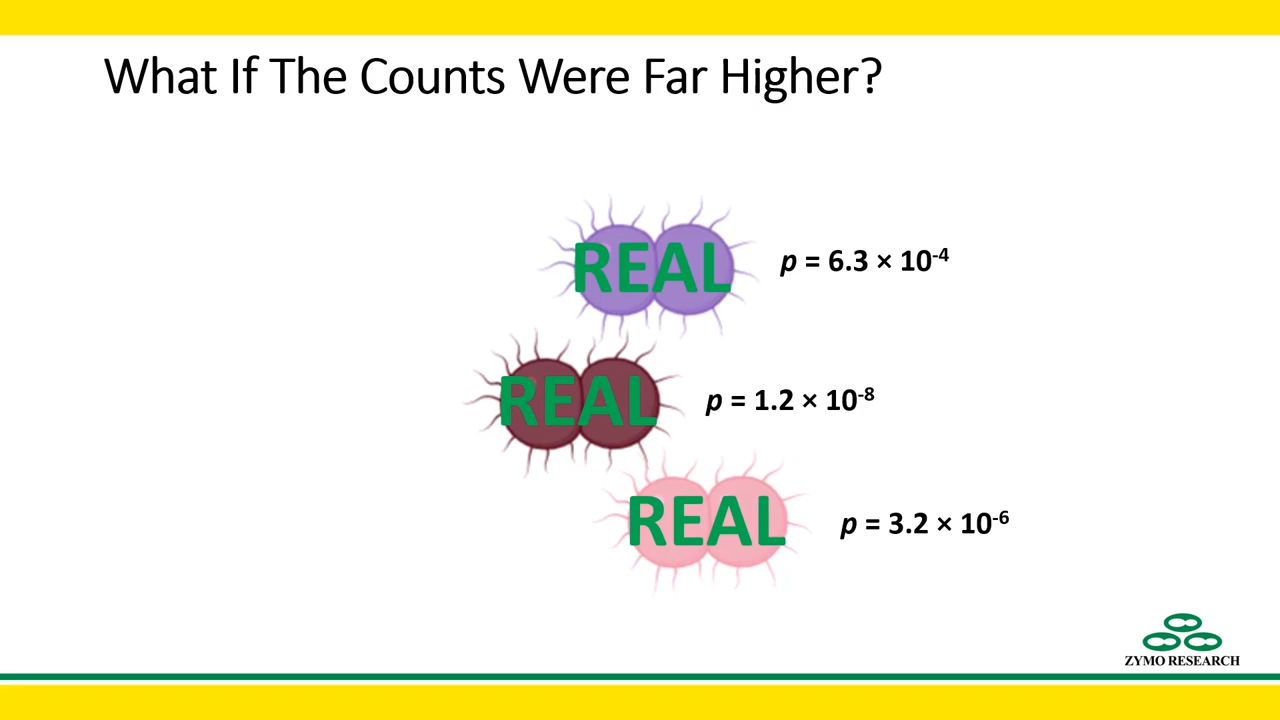 What If The Counts Were Far Higher?
REAL
p = 6.3 × 10⁻⁴
REAL
p = 1.2 × 10⁻⁸
REAL
p = 3.2 × 10⁻⁶
ZYMO RESEARCH